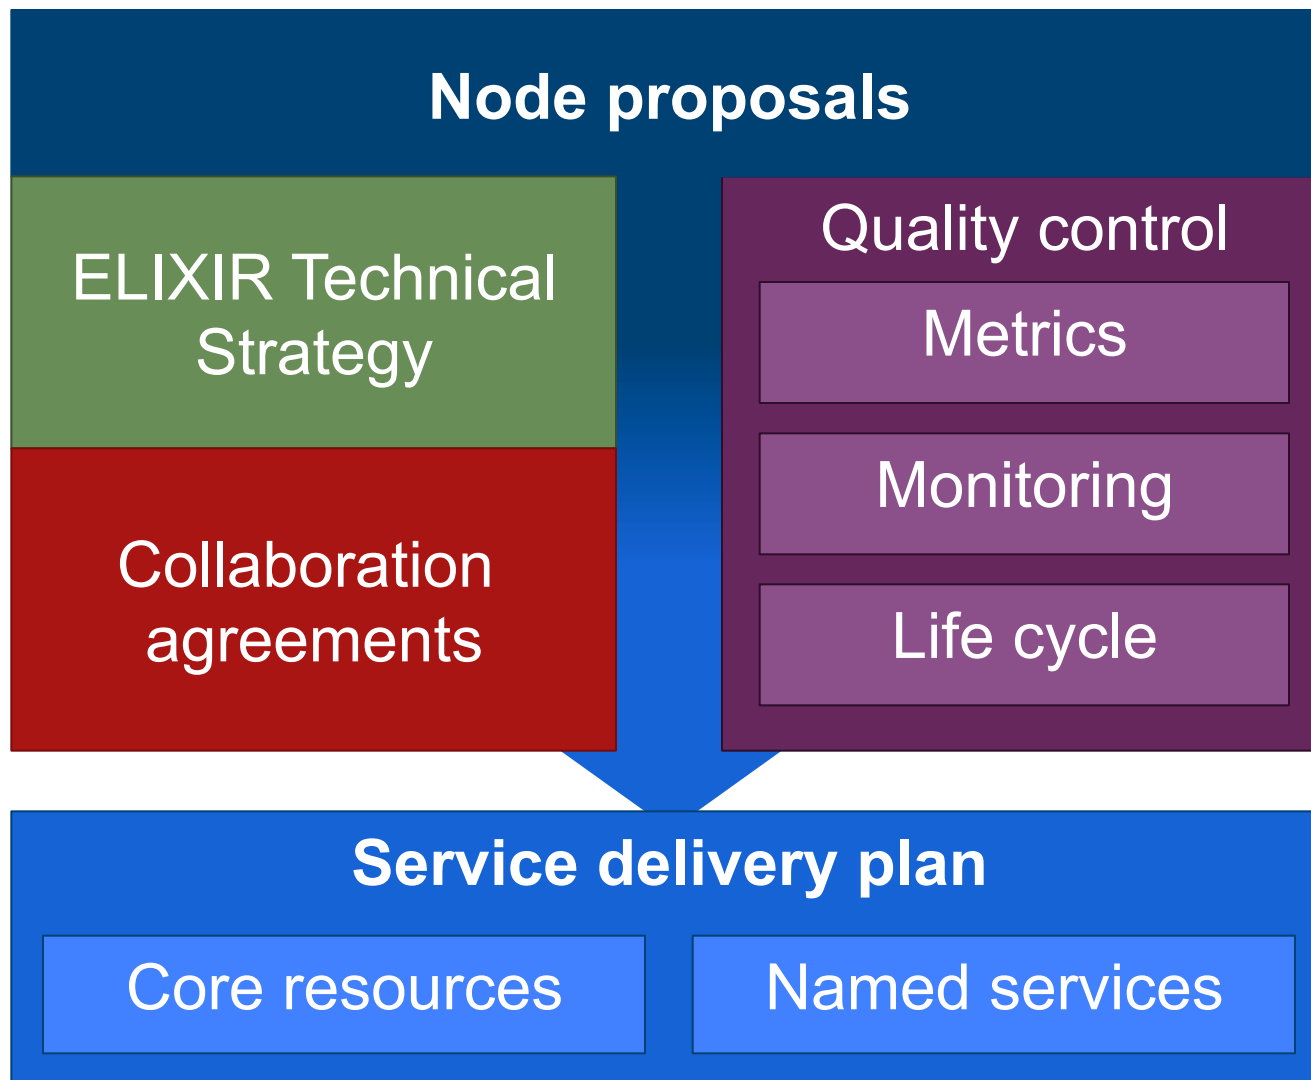 Node proposals
ELIXIR Technical
Strategy
Collaboration
agreements
Quality control
Metrics
Monitoring
Life cycle
Service delivery plan
Core resources
Named services